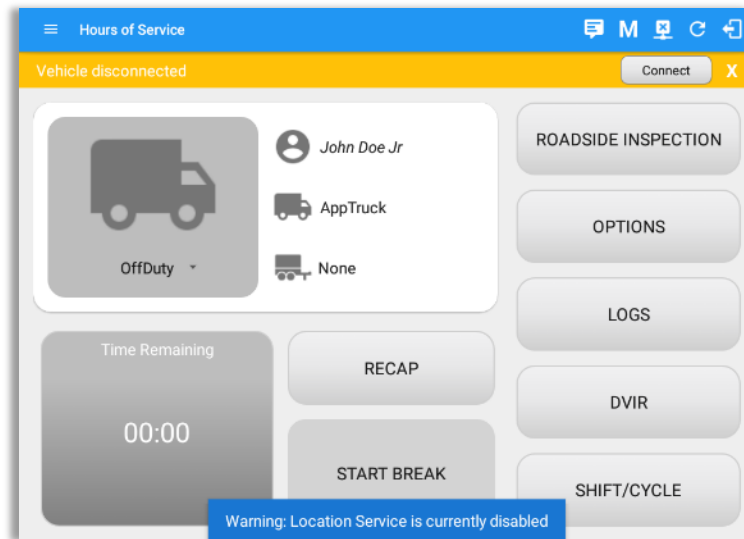 Hours of Service
M
Vehicle disconnected
Connect
X
John Doe Jr
AppTruck
OffDuty
None
ROADSIDE INSPECTION
OPTIONS
LOGS
DVIR
SHIFT/CYCLE
Time Remaining
00:00
RECAP
START BREAK
Warning: Location Service is currently disabled